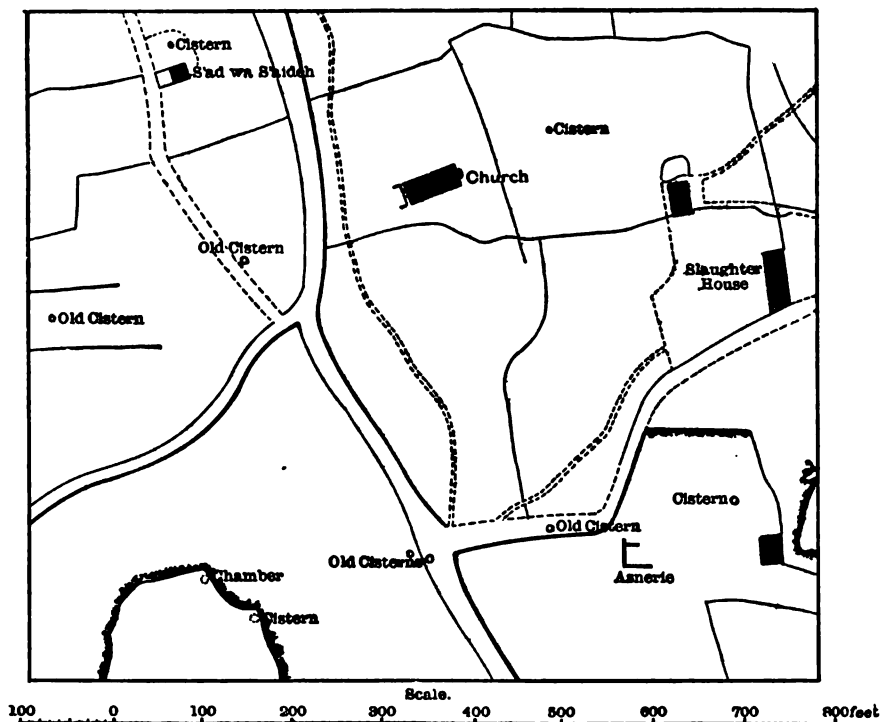 Cistern
S'ad wa S'aideh
Cistern
Church
Old Cistern
Slaughter
House
Old Cistern
Cistern
Old Cistern
Old Cisterns
Asnerie
Chamber
Cistern
Scale.
100 0 100 200 300 400 500 600 700 800 feet